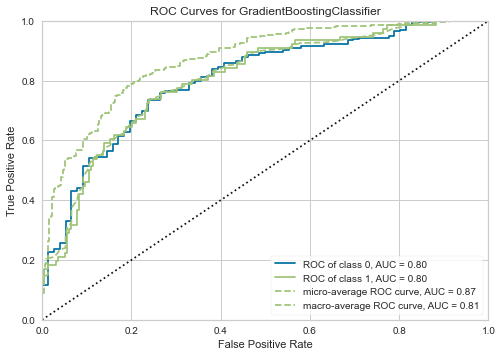 ROC Curves for GradientBoostingClassifier
True Positive Rate
1.0
0.8
0.6
0.4
0.2
0.0
ROC of class 0, AUC = 0.80
ROC of class 1, AUC = 0.80
micro-average ROC curve, AUC = 0.87
macro-average ROC curve, AUC = 0.81
0.0 0.2 0.4 0.6 0.8 1.0
False Positive Rate